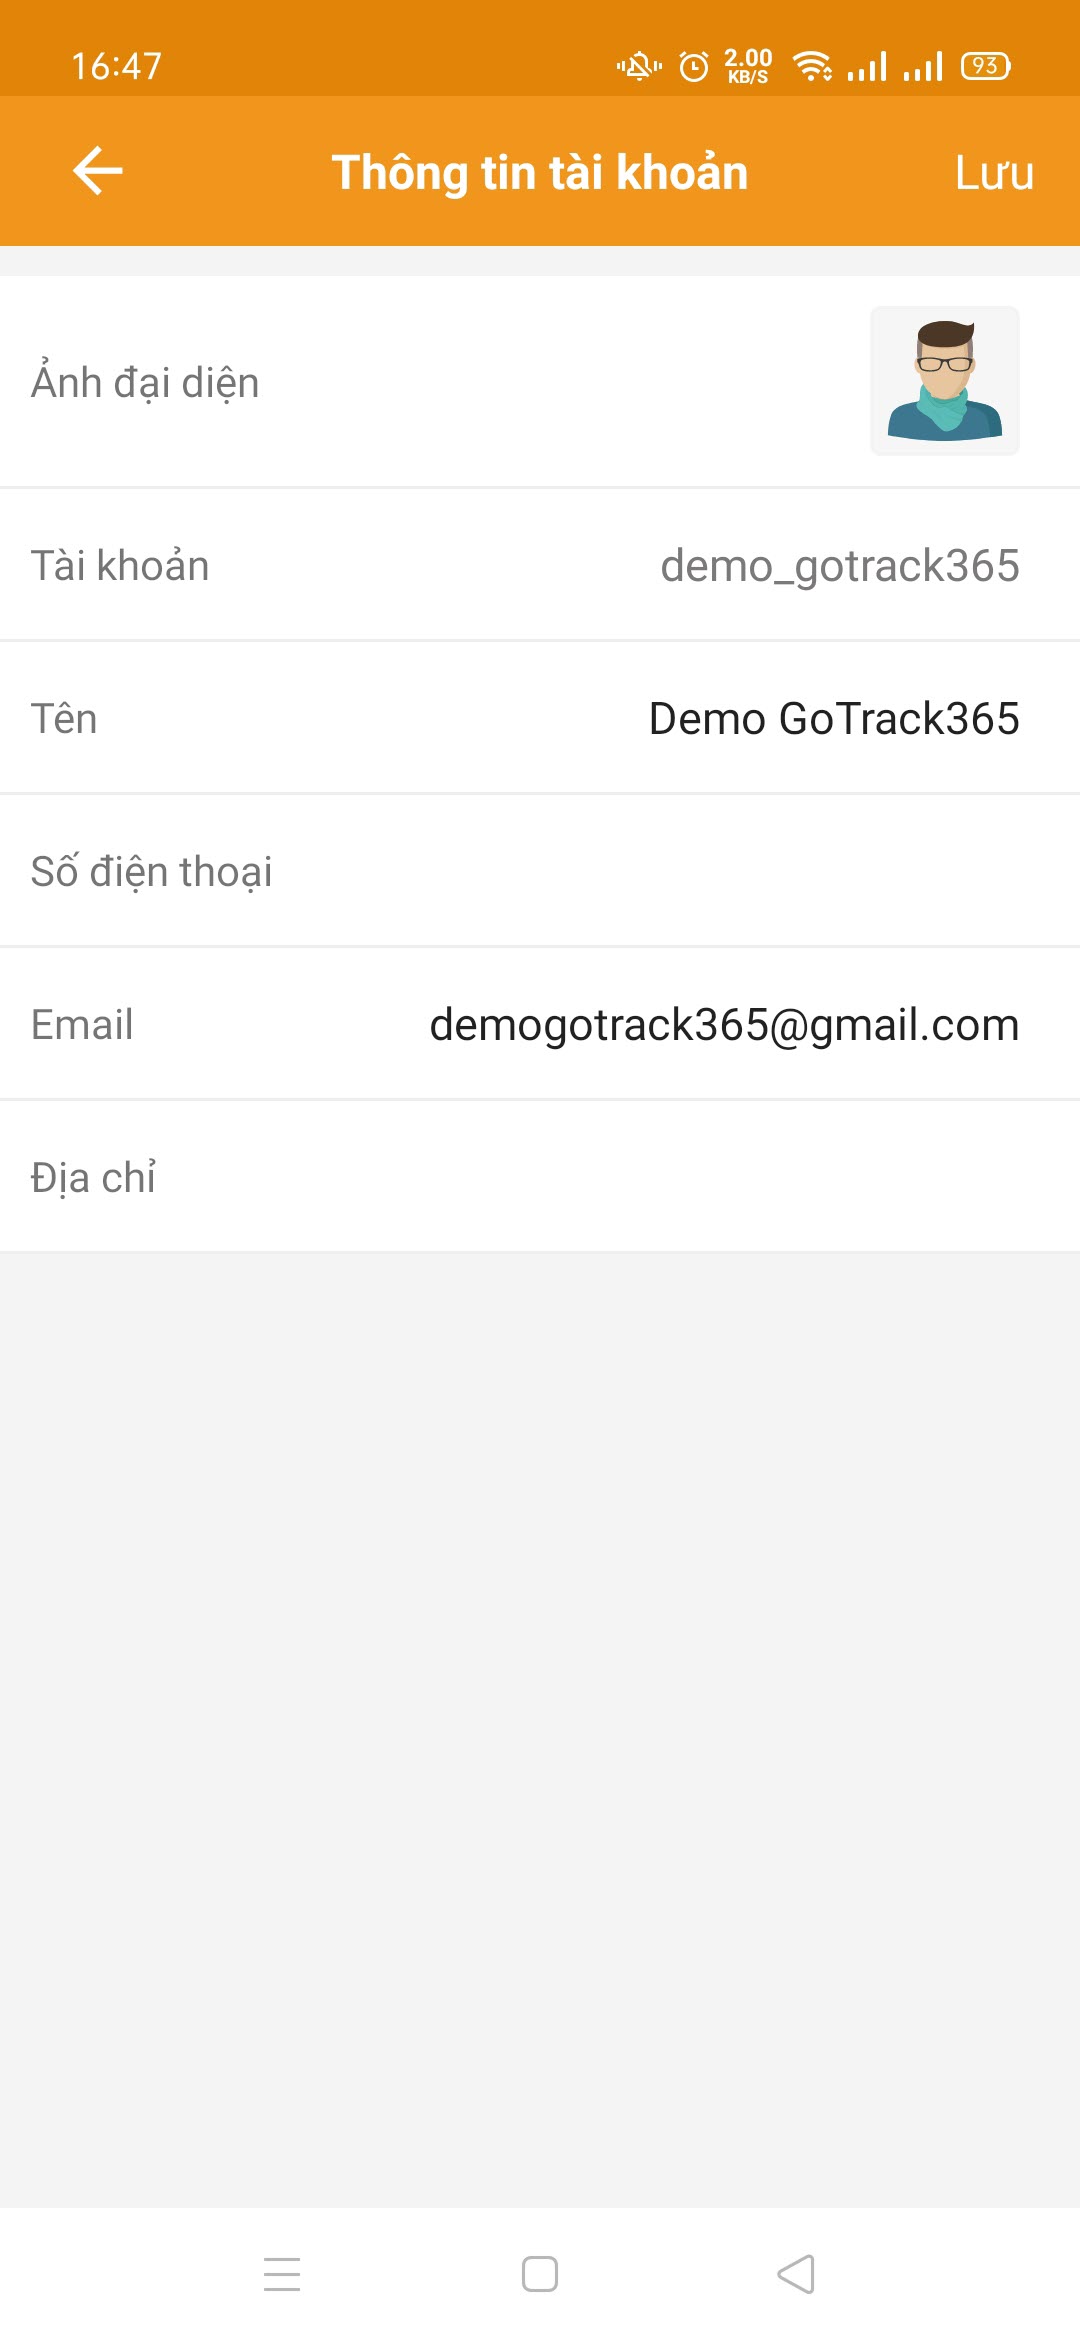 16:47
2.00
KB/S
93
Thông tin tài khoản
Lưu
Ảnh đại diện
Tài khoản
demo_gotrack365
Tên
Demo GoTrack365
Số điện thoại
Email
demogotrack365@gmail.com
Địa chỉ